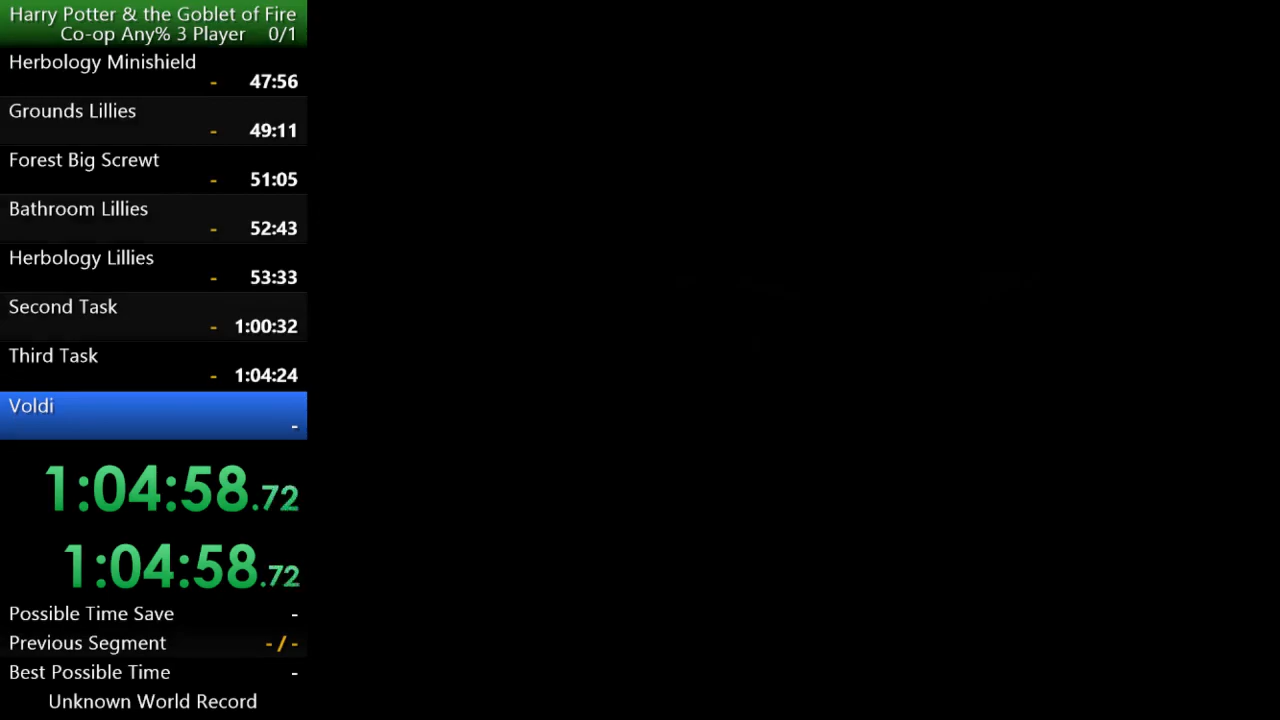 Harry Potter & the Goblet of Fire
Co-op Any% 3 Player 0/1
Herbology Minishield
- 47:56
Grounds Lillies
- 49:11
Forest Big Screwt
- 51:05
Bathroom Lillies
- 52:43
Herbology Lillies
- 53:33
Second Task
- 1:00:32
Third Task
- 1:04:24
Voldi
-
1:04:58.72
1:04:58.72
Possible Time Save -
Previous Segment - / -
Best Possible Time -
Unknown World Record